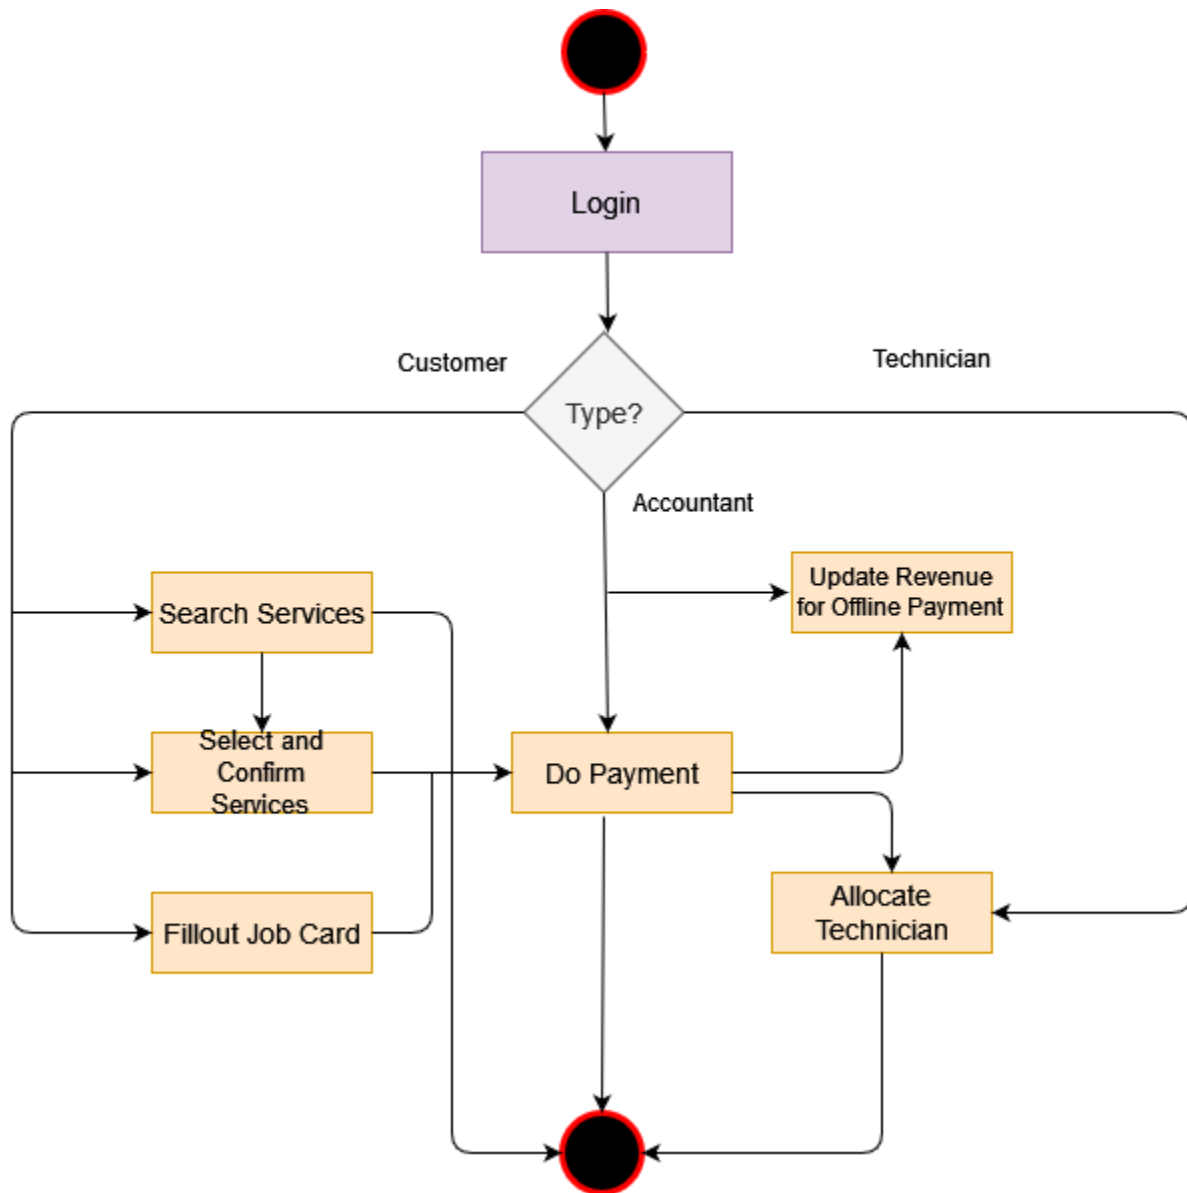 Login
Customer
Technician
Type?
Accountant
Update Revenue
for Offline Payment
Search Services
Select and
Confirm
Services
Do Payment
Allocate
Technician
Fillout Job Card